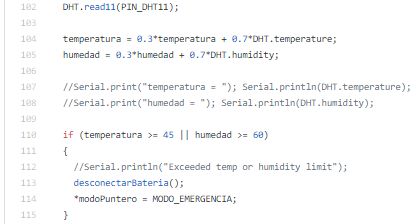 102 DHT.read11(PIN_DHT11);
103
104 temperatura = 0.3*temperatura + 0.7*DHT.temperature;
105 humedad = 0.3*humedad + 0.7*DHT.humidity;
106
107 //Serial.print("temperatura = "); Serial.println(DHT.temperature);
108 //Serial.print("humedad = "); Serial.println(DHT.humidity);
109
110 if (temperatura >= 45 || humedad >= 60)
111 {
112 //Serial.println("Exceeded temp or humidity limit");
113 desconectarBateria();
114 *modoPuntero = MODO_EMERGENCIA;
115 }